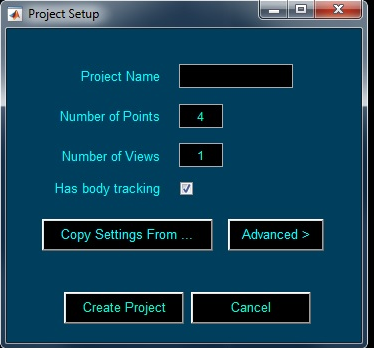 Project Setup
Project Name
Number of Points 4
Number of Views 1
Has body tracking
Copy Settings From ... Advanced >
Create Project Cancel